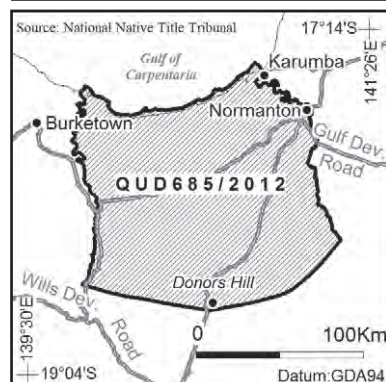 Source: National Native Title Tribunal
17°14'S
141°26'E
Gulf of
Carpentaria
Karumba
Normanton
Burketown
Gulf Dev.
Road
QUD685/2012
Donors Hill
Wills Dev.
Road
139°30'E
0 100Km
19°04'S
Datum:GDA94